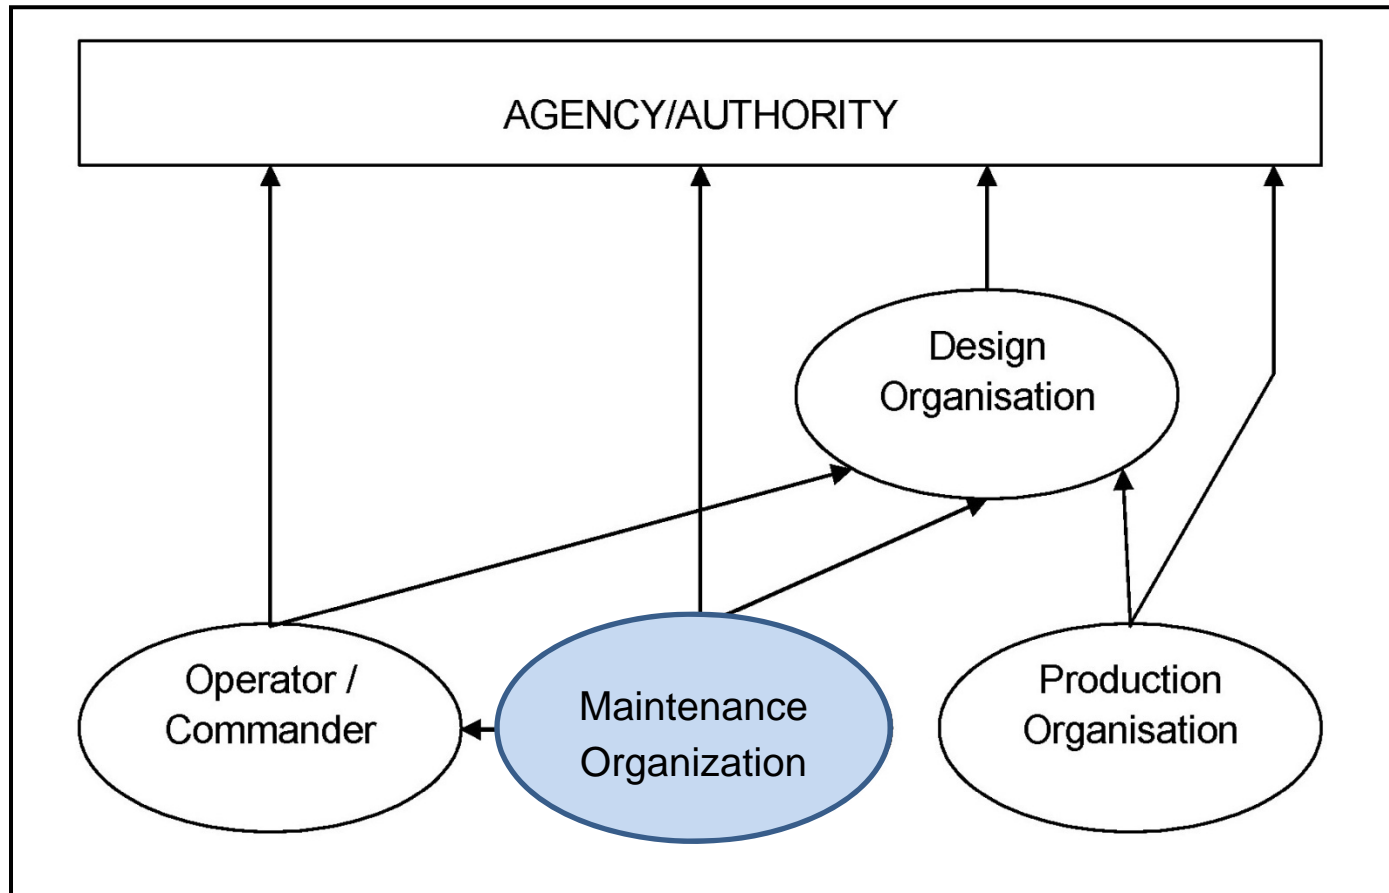 AGENCY/AUTHORITY
Design
Organisation
Operator /
Commander
Maintenance
Organization
Production
Organisation